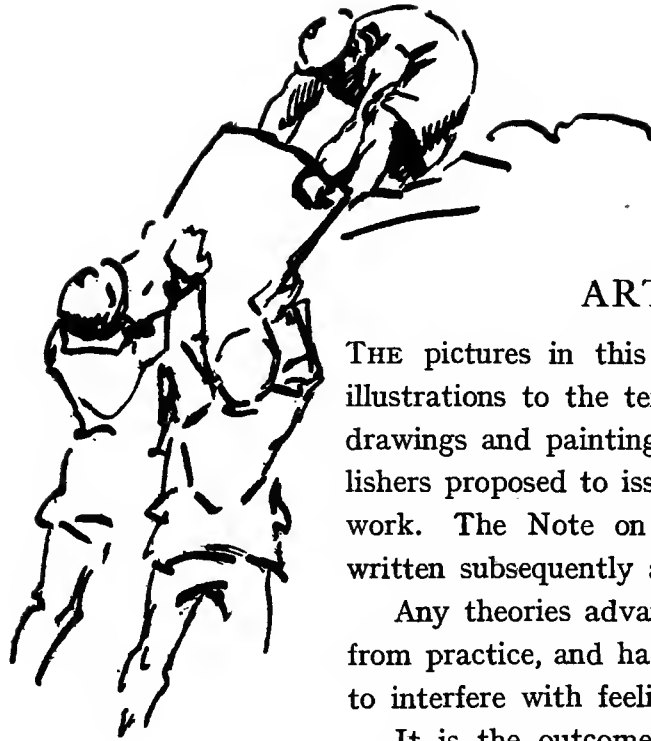 ART
THE pictures in this
illustrations to the te
drawings and painting
lishers proposed to iss
work. The Note on
written subsequently a
Any theories adva
from practice, and ha
to interfere with feeli
It is the outcome